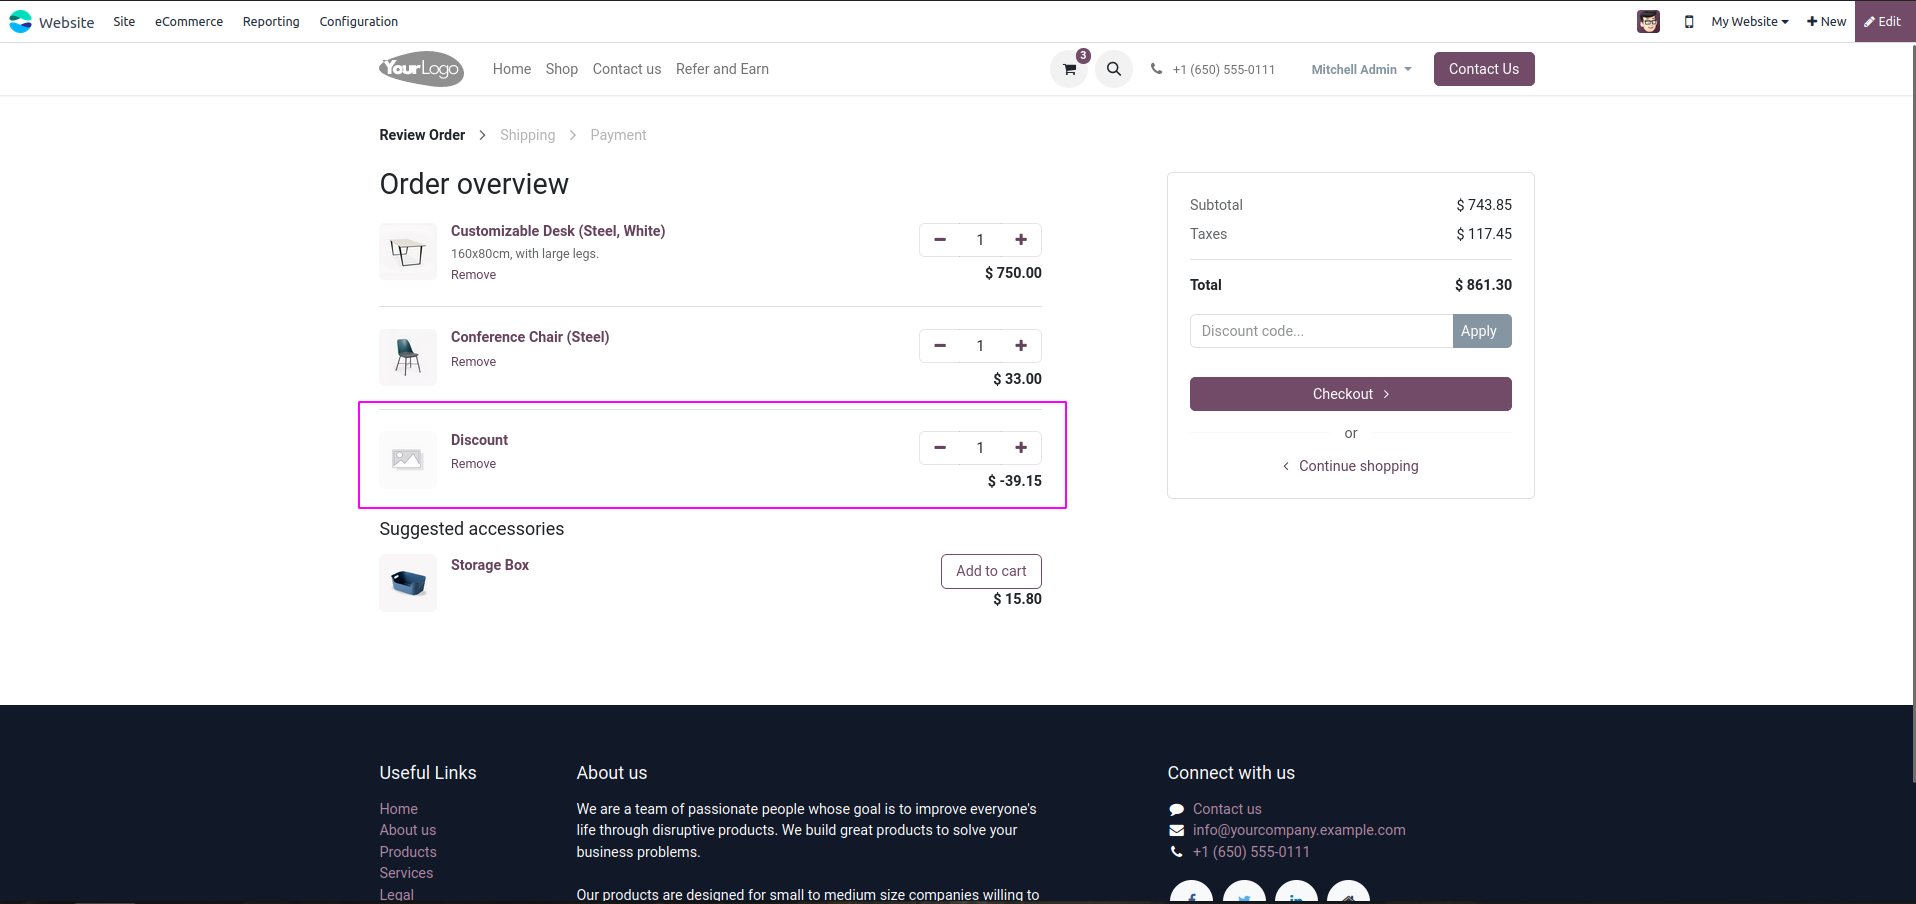 Website Site eCommerce Reporting Configuration My Website + New Edit
YourLogo Home Shop Contact us Refer and Earn 3 +1 (650) 555-0111 Mitchell Admin Contact Us
Review Order > Shipping > Payment
Order overview
Customizable Desk (Steel, White)
160x80cm, with large legs.
Remove
1
$ 750.00
Conference Chair (Steel)
Remove
1
$ 33.00
Discount
Remove
1
$ -39.15
Suggested accessories
Storage Box
Add to cart
$ 15.80
Subtotal $ 743.85
Taxes $ 117.45
Total $ 861.30
Discount code... Apply
Checkout >
or
< Continue shopping
Useful Links
Home
About us
Products
Services
Legal
About us
We are a team of passionate people whose goal is to improve everyone's
life through disruptive products. We build great products to solve your
business problems.
Our products are designed for small to medium size companies willing to
Connect with us
Contact us
info@yourcompany.example.com
+1 (650) 555-0111